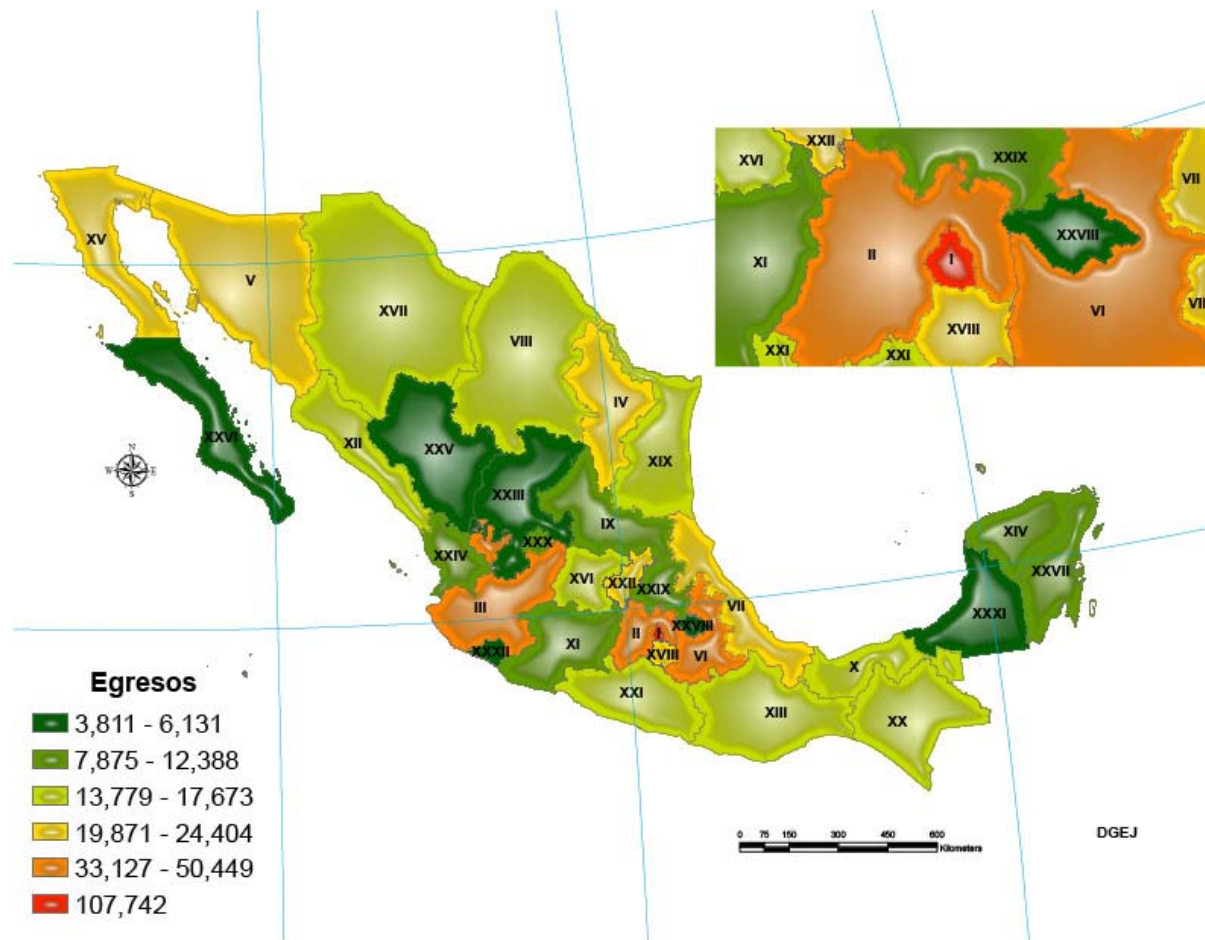 XXII
XVI
XXIX
VII
XXVIII
XI
II
I
VI
VII
XVIII
XXI
XXI
XV
V
XVII
VIII
IV
XII
XXV
XIX
XXVI
N
W
E
S
XXIII
IX
XIV
XXX
XXIV
XVI
XXII
XXIX
XXVII
III
VII
XXXI
II
I
XXVIII
XI
XXXII
XVIII
VI
X
XXI
XIII
XX
Egresos
3,811 - 6,131
7,875 - 12,388
13,779 - 17,673
19,871 - 24,404
33,127 - 50,449
107,742
0 75 150 300 450 600
Kilometers
DGEJ